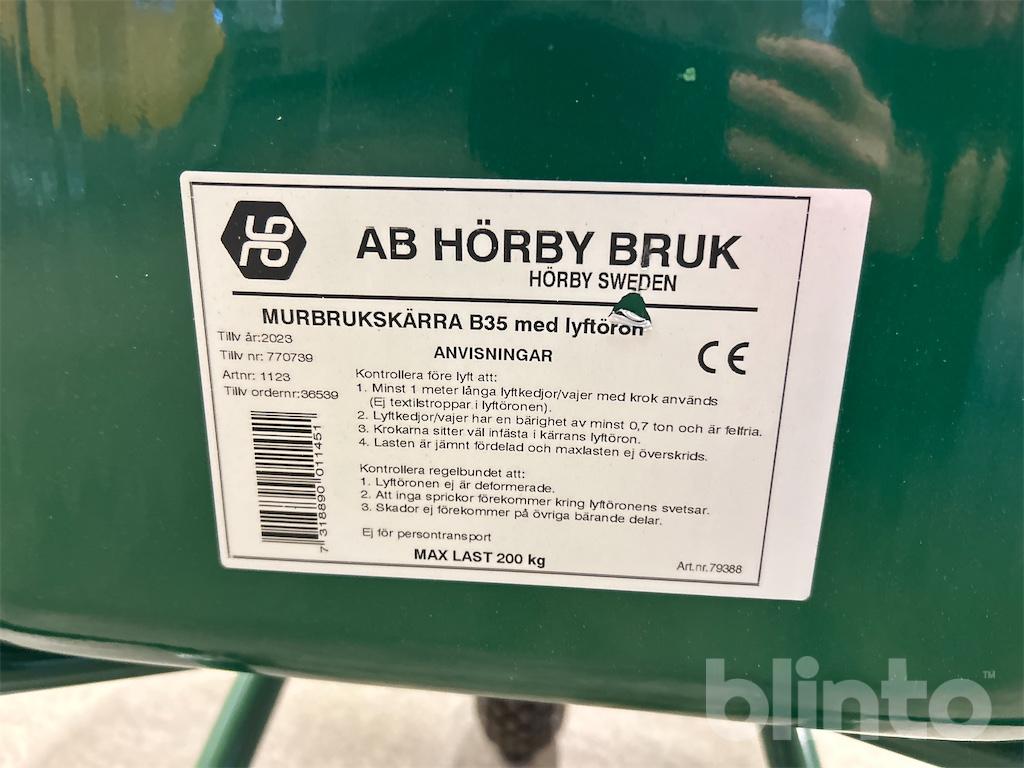 AB HÖRBY BRUK
HÖRBY SWEDEN
MURBRUKSKÄRRA B35 med lyftöron
Tillv år:2023
Tillv nr: 770739
Artnr: 1123
Tillv ordernr:36539
ANVISNINGAR
CE
Kontrollera före lyft att:
1. Minst 1 meter långa lyftkedjor/vajer med krok används
(Ej textilstroppar i lyftöronen).
2. Lyftkedjor/vajer har en bärighet av minst 0,7 ton och är felfria.
3. Krokarna sitter väl infästa i kärrans lyftöron.
4. Lasten är jämnt fördelad och maxlasten ej överskrids.
Kontrollera regelbundet att:
1. Lyftöronen ej är deformerade.
2. Att inga sprickor förekommer kring lyftöronens svetsar.
3. Skador ej förekommer på övriga bärande delar.
Ej för persontransport
MAX LAST 200 kg
Art.nr.79388
7 318890 011451
blinto™